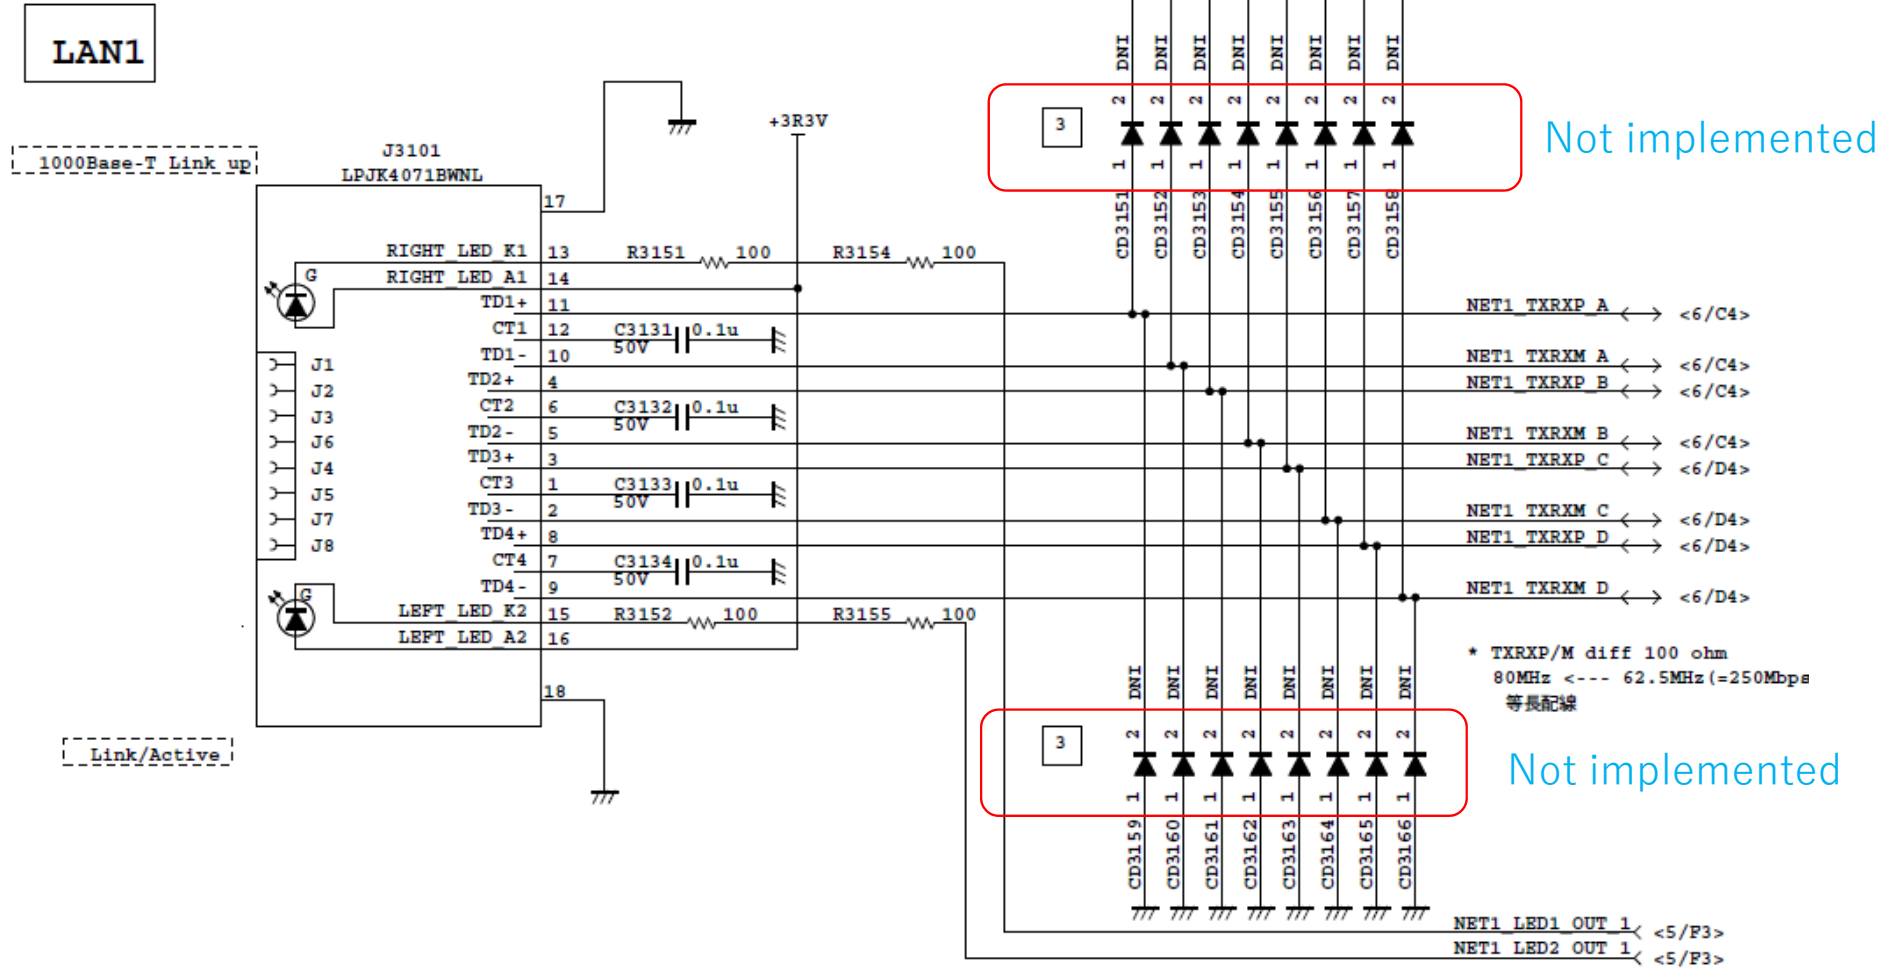 LAN1
DNI DNI DNI DNI DNI DNI DNI DNI
2 2 2 2 2 2 2 2
3
Not implemented
1 1 1 1 1 1 1 1
CD3151 CD3152 CD3153 CD3154 CD3155 CD3156 CD3157 CD3158
+3R3V
1000Base-T Link up
J3101
LPJK4071BWNL
17
RIGHT_LED_K1 13 R3151 100 R3154 100
G
RIGHT_LED_A1 14
TD1+ 11 NET1_TXRXP_A <6/C4>
CT1 12 C3131 0.1u
50V
TD1- 10 NET1_TXRXM_A <6/C4>
J1
TD2+ 4 NET1_TXRXP_B <6/C4>
J2
CT2 6 C3132 0.1u
50V
J3
TD2- 5 NET1_TXRXM_B <6/C4>
J6
TD3+ 3 NET1_TXRXP_C <6/D4>
J4
CT3 1 C3133 0.1u
50V
J5
TD3- 2 NET1_TXRXM_C <6/D4>
J7
TD4+ 8 NET1_TXRXP_D <6/D4>
J8
CT4 7 C3134 0.1u
50V
TD4- 9 NET1_TXRXM_D <6/D4>
G
LEFT_LED_K2 15 R3152 100 R3155 100
LEFT_LED_A2 16
18
* TXRXP/M diff 100 ohm
80MHz <--- 62.5MHz(=250Mbps
等長配線
DNI DNI DNI DNI DNI DNI DNI DNI
2 2 2 2 2 2 2 2
3
Link/Active
Not implemented
1 1 1 1 1 1 1 1
CD3159 CD3160 CD3161 CD3162 CD3163 CD3164 CD3165 CD3166
NET1_LED1_OUT_1 <5/F3>
NET1_LED2_OUT_1 <5/F3>